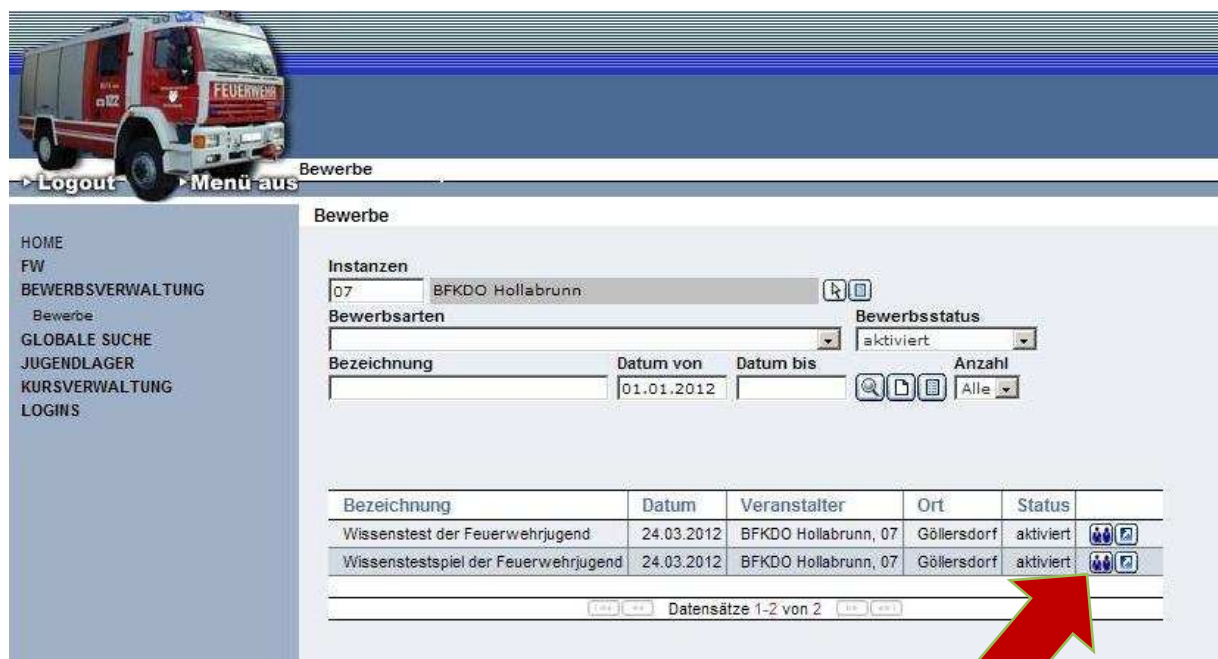 FEUERWEHR
122
Logout
Menü aus
Bewerbe
Bewerbe
HOME
FW
BEWERBSVERWALTUNG
Bewerbe
GLOBALE SUCHE
JUGENDLAGER
KURSVERWALTUNG
LOGINS
Instanzen
07 BFKDO Hollabrunn
Bewerbsarten Bewerbsstatus
aktiviert
Bezeichnung Datum von Datum bis Anzahl
01.01.2012 Alle
Bezeichnung Datum Veranstalter Ort Status
Wissenstest der Feuerwehrjugend 24.03.2012 BFKDO Hollabrunn, 07 Göllersdorf aktiviert
Wissenstestspiel der Feuerwehrjugend 24.03.2012 BFKDO Hollabrunn, 07 Göllersdorf aktiviert
Datensätze 1-2 von 2